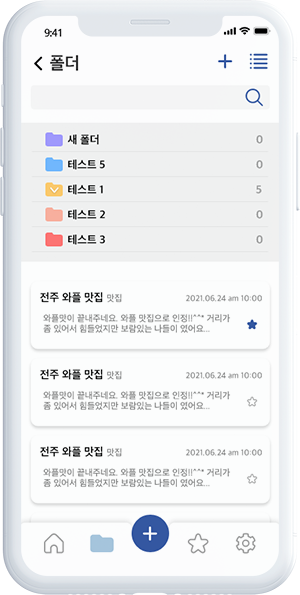 9:41
폴더
새 폴더 0
테스트 5 0
테스트 1 5
테스트 2 0
테스트 3 0
전주 와플 맛집 맛집 2021.06.24 am 10:00
와플맛이 끝내주네요. 와플 맛집으로 인정!!^^* 거리가
좀 있어서 힘들었지만 보람있는 나들이 였어요...
전주 와플 맛집 맛집 2021.06.24 am 10:00
와플맛이 끝내주네요. 와플 맛집으로 인정!!^^* 거리가
좀 있어서 힘들었지만 보람있는 나들이 였어요...
전주 와플 맛집 맛집 2021.06.24 am 10:00
와플맛이 끝내주네요. 와플 맛집으로 인정!!^^* 거리가
좀 있어서 힘들었지만 보람있는 나들이 였어요...